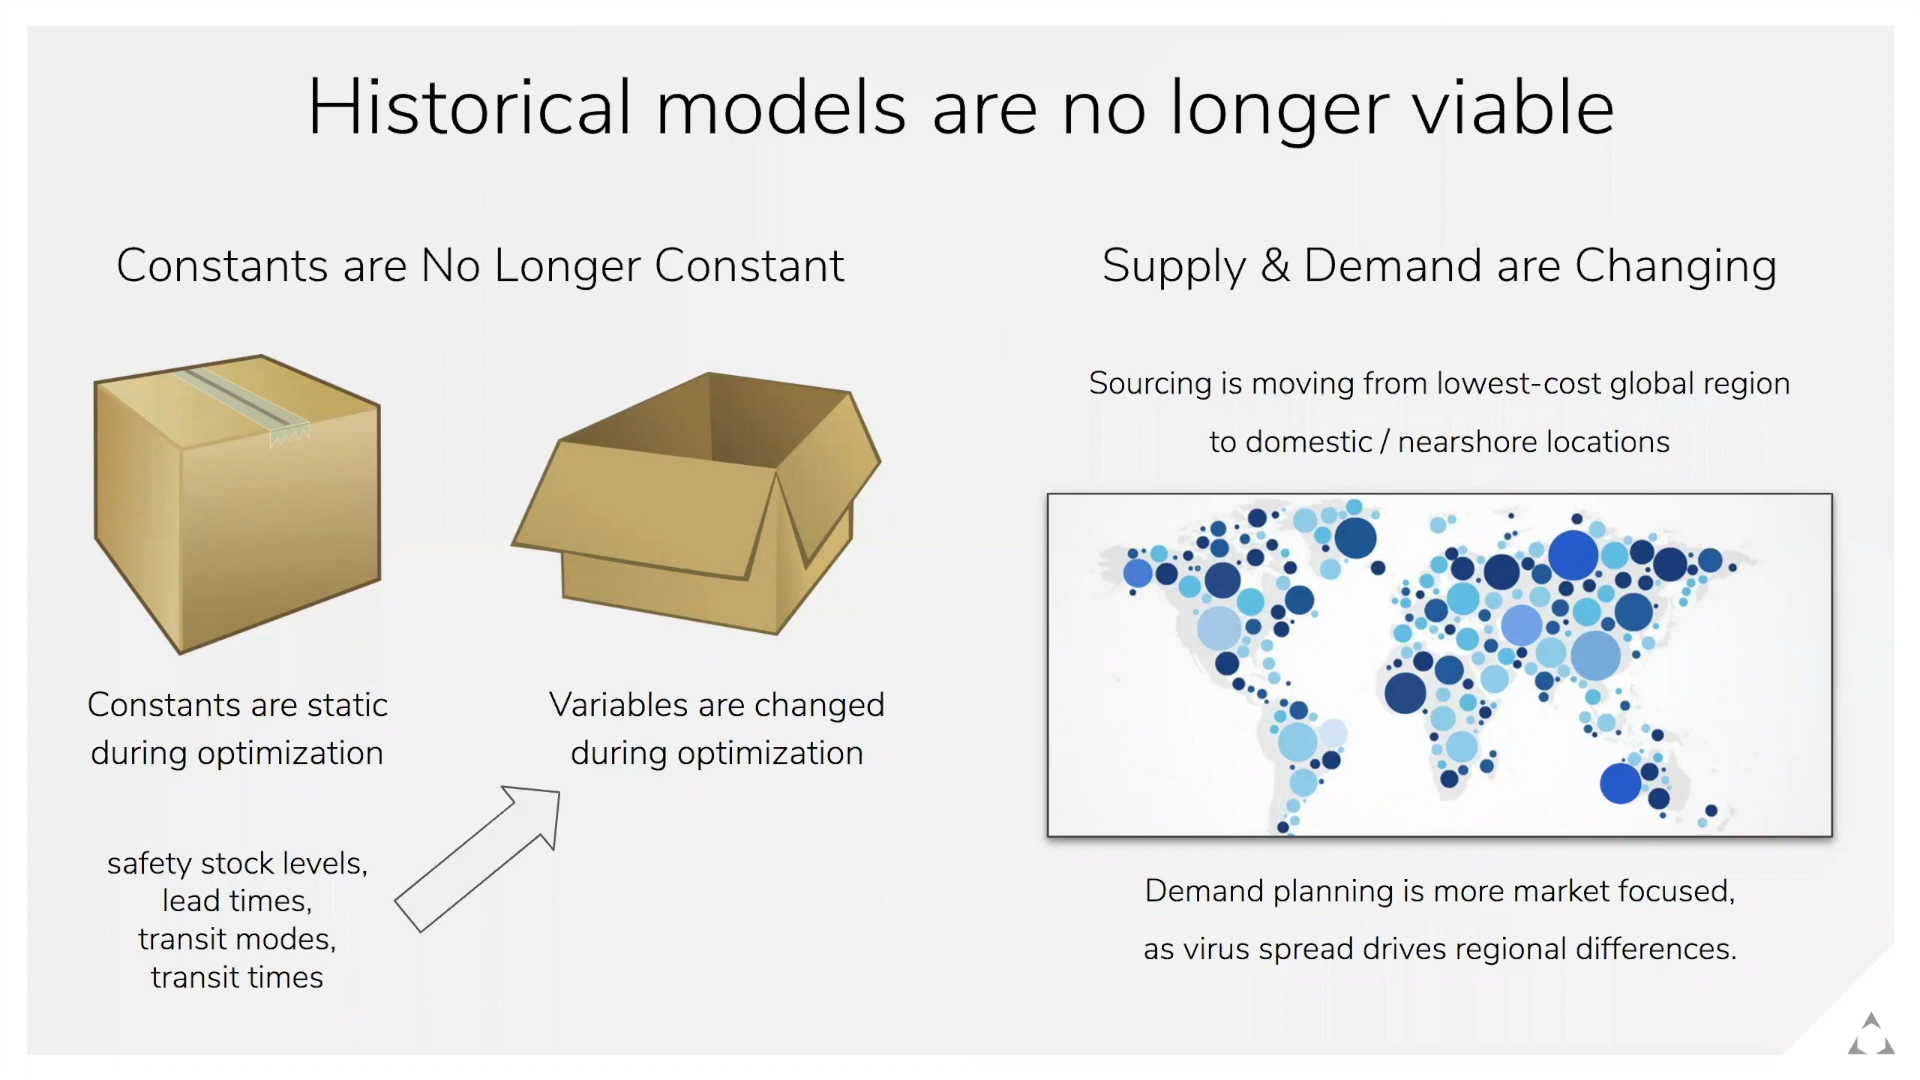 Historical models are no longer viable
Constants are No Longer Constant
Constants are static
during optimization
Variables are changed
during optimization
safety stock levels,
lead times,
transit modes,
transit times
Supply & Demand are Changing
Sourcing is moving from lowest-cost global region
to domestic / nearshore locations
Demand planning is more market focused,
as virus spread drives regional differences.